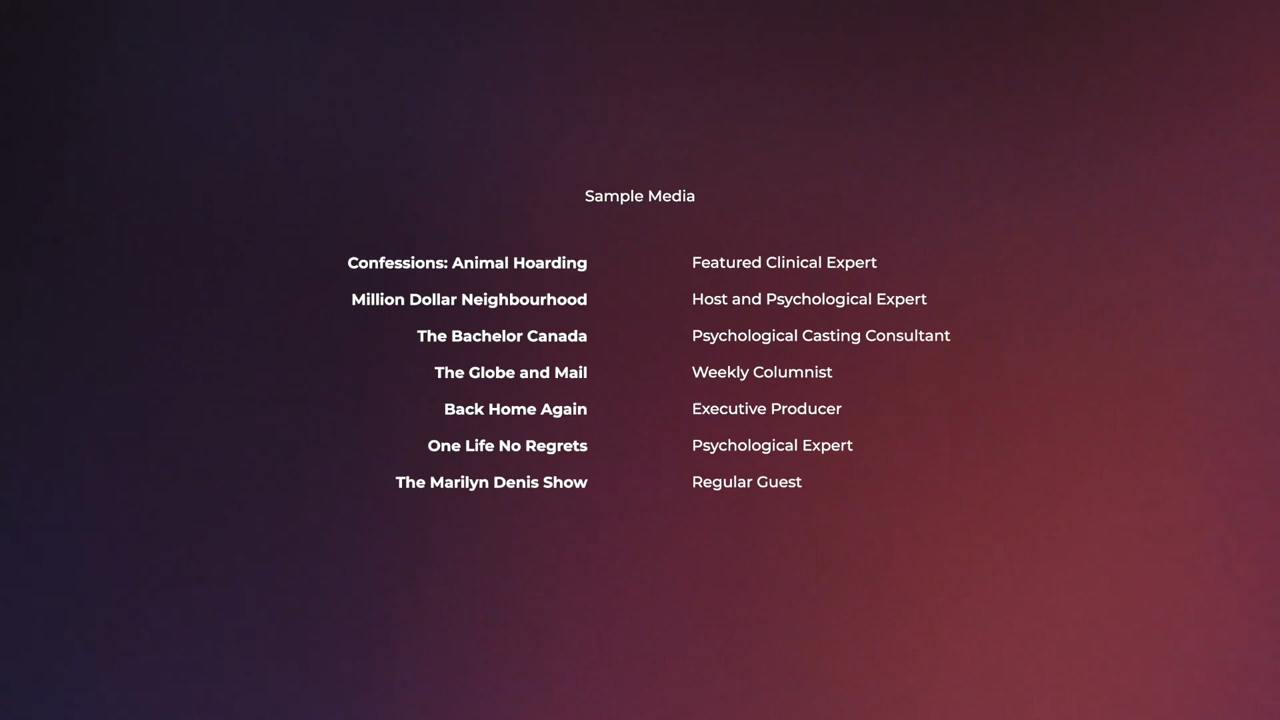 Sample Media
Confessions: Animal Hoarding Featured Clinical Expert
Million Dollar Neighbourhood Host and Psychological Expert
The Bachelor Canada Psychological Casting Consultant
The Globe and Mail Weekly Columnist
Back Home Again Executive Producer
One Life No Regrets Psychological Expert
The Marilyn Denis Show Regular Guest